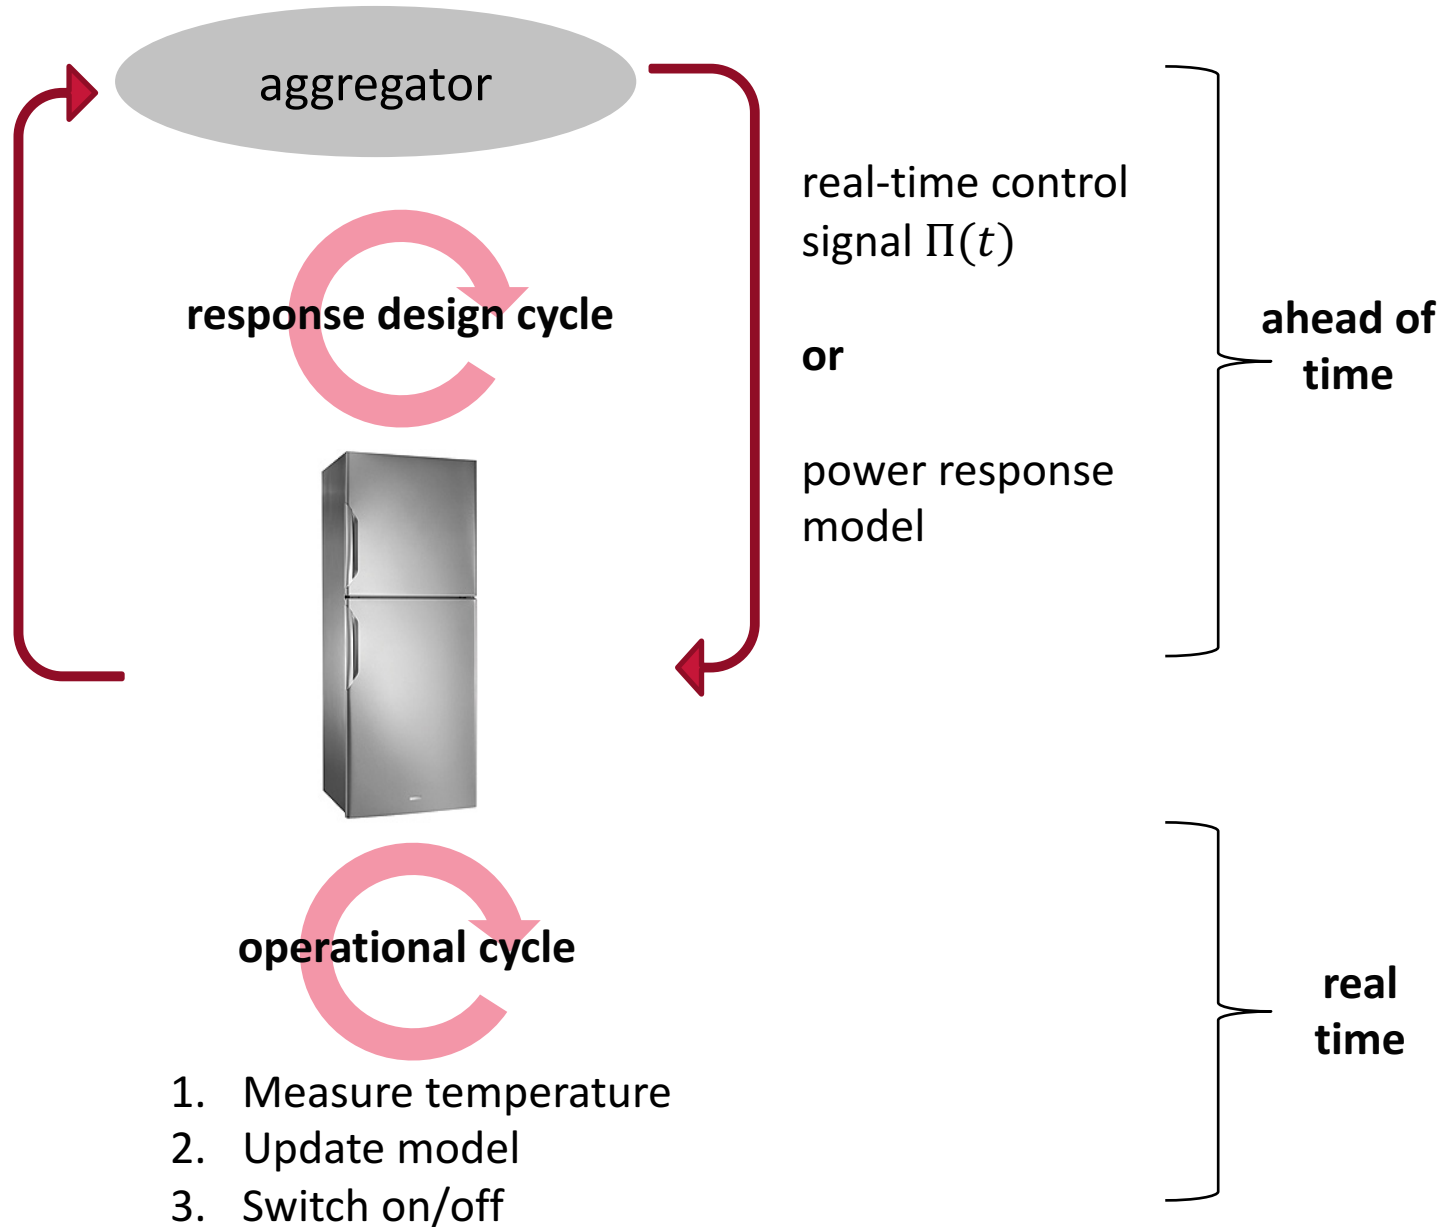 aggregator
real-time control
signal Π(t)
response design cycle
or
ahead of
time
power response
model
operational cycle
real
time
1. Measure temperature
2. Update model
3. Switch on/off